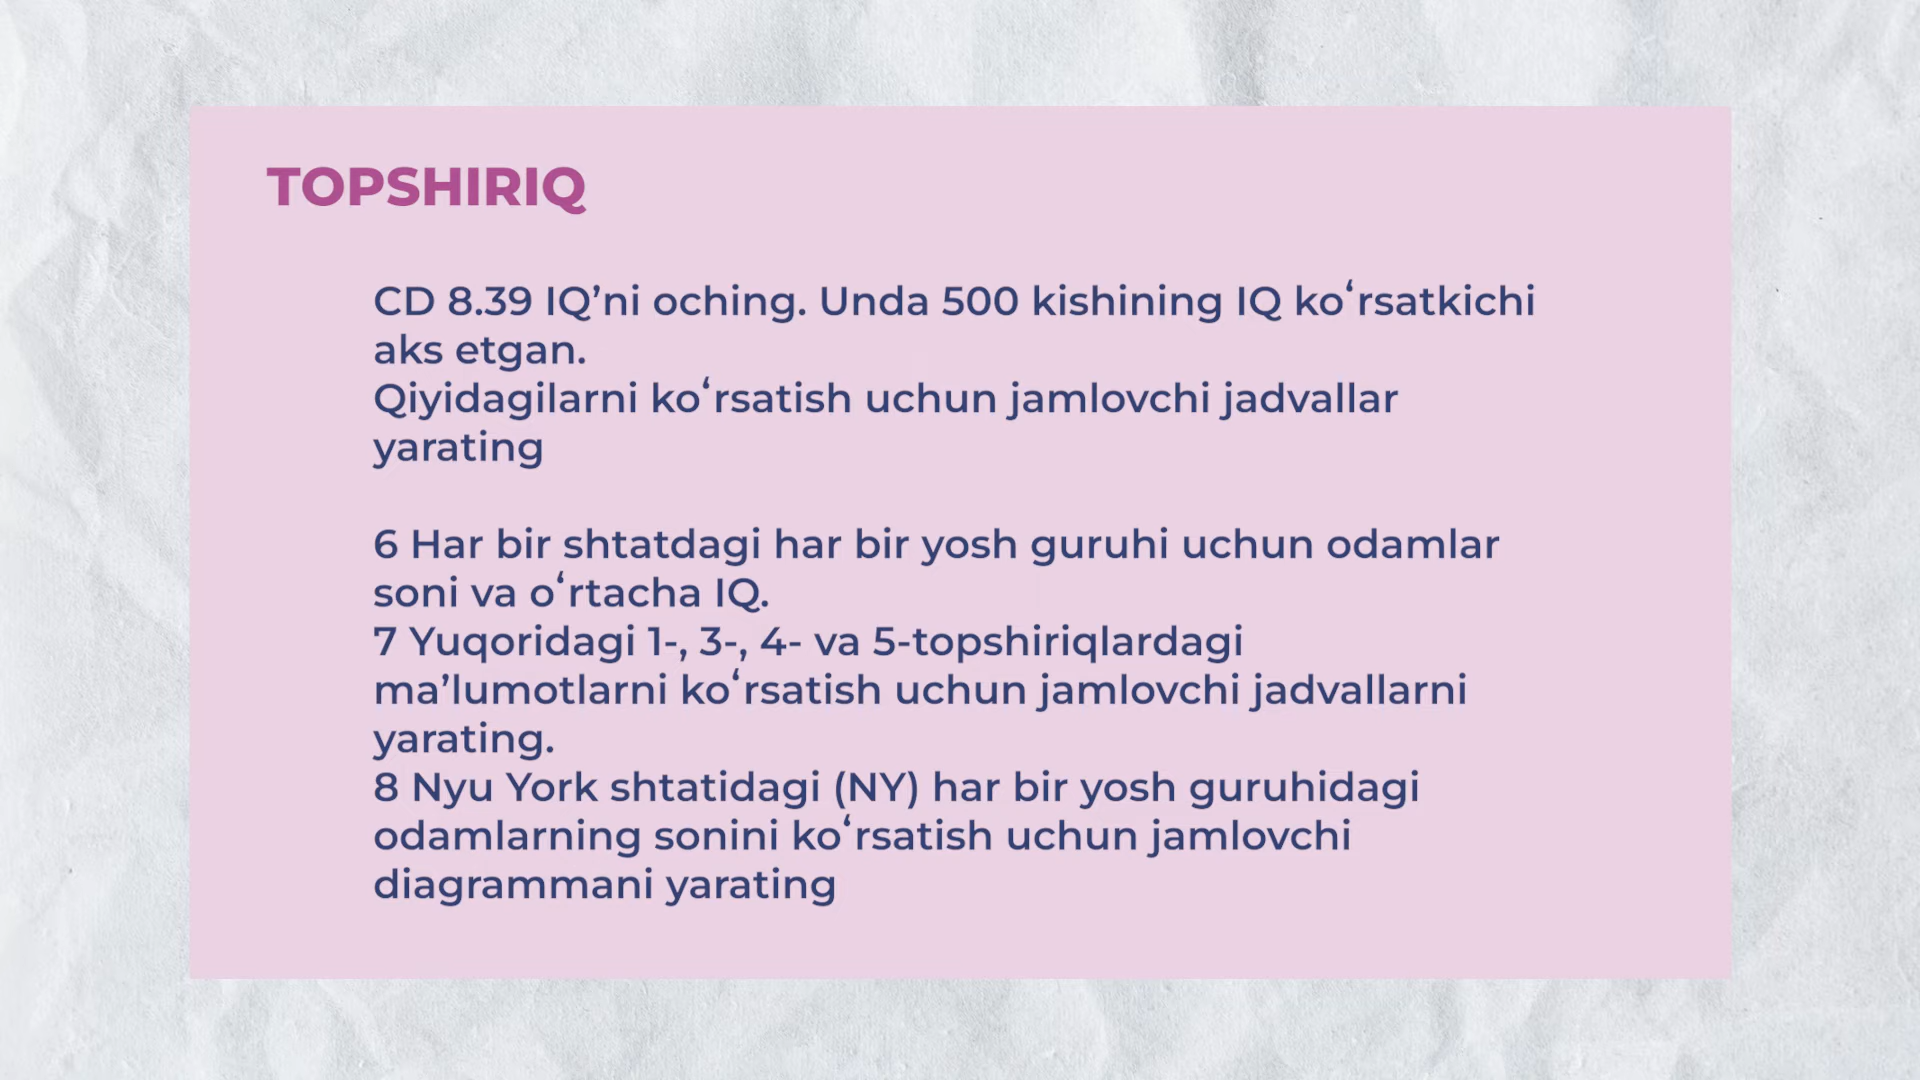 TOPSHIRIQ
CD 8.39 IQ’ni oching. Unda 500 kishining IQ koʻrsatkichi
aks etgan.
Qiyidagilarni koʻrsatish uchun jamlovchi jadvallar
yarating
6 Har bir shtatdagi har bir yosh guruhi uchun odamlar
soni va oʻrtacha IQ.
7 Yuqoridagi 1-, 3-, 4- va 5-topshiriqlardagi
ma’lumotlarni koʻrsatish uchun jamlovchi jadvallarni
yarating.
8 Nyu York shtatidagi (NY) har bir yosh guruhidagi
odamlarning sonini koʻrsatish uchun jamlovchi
diagrammani yarating